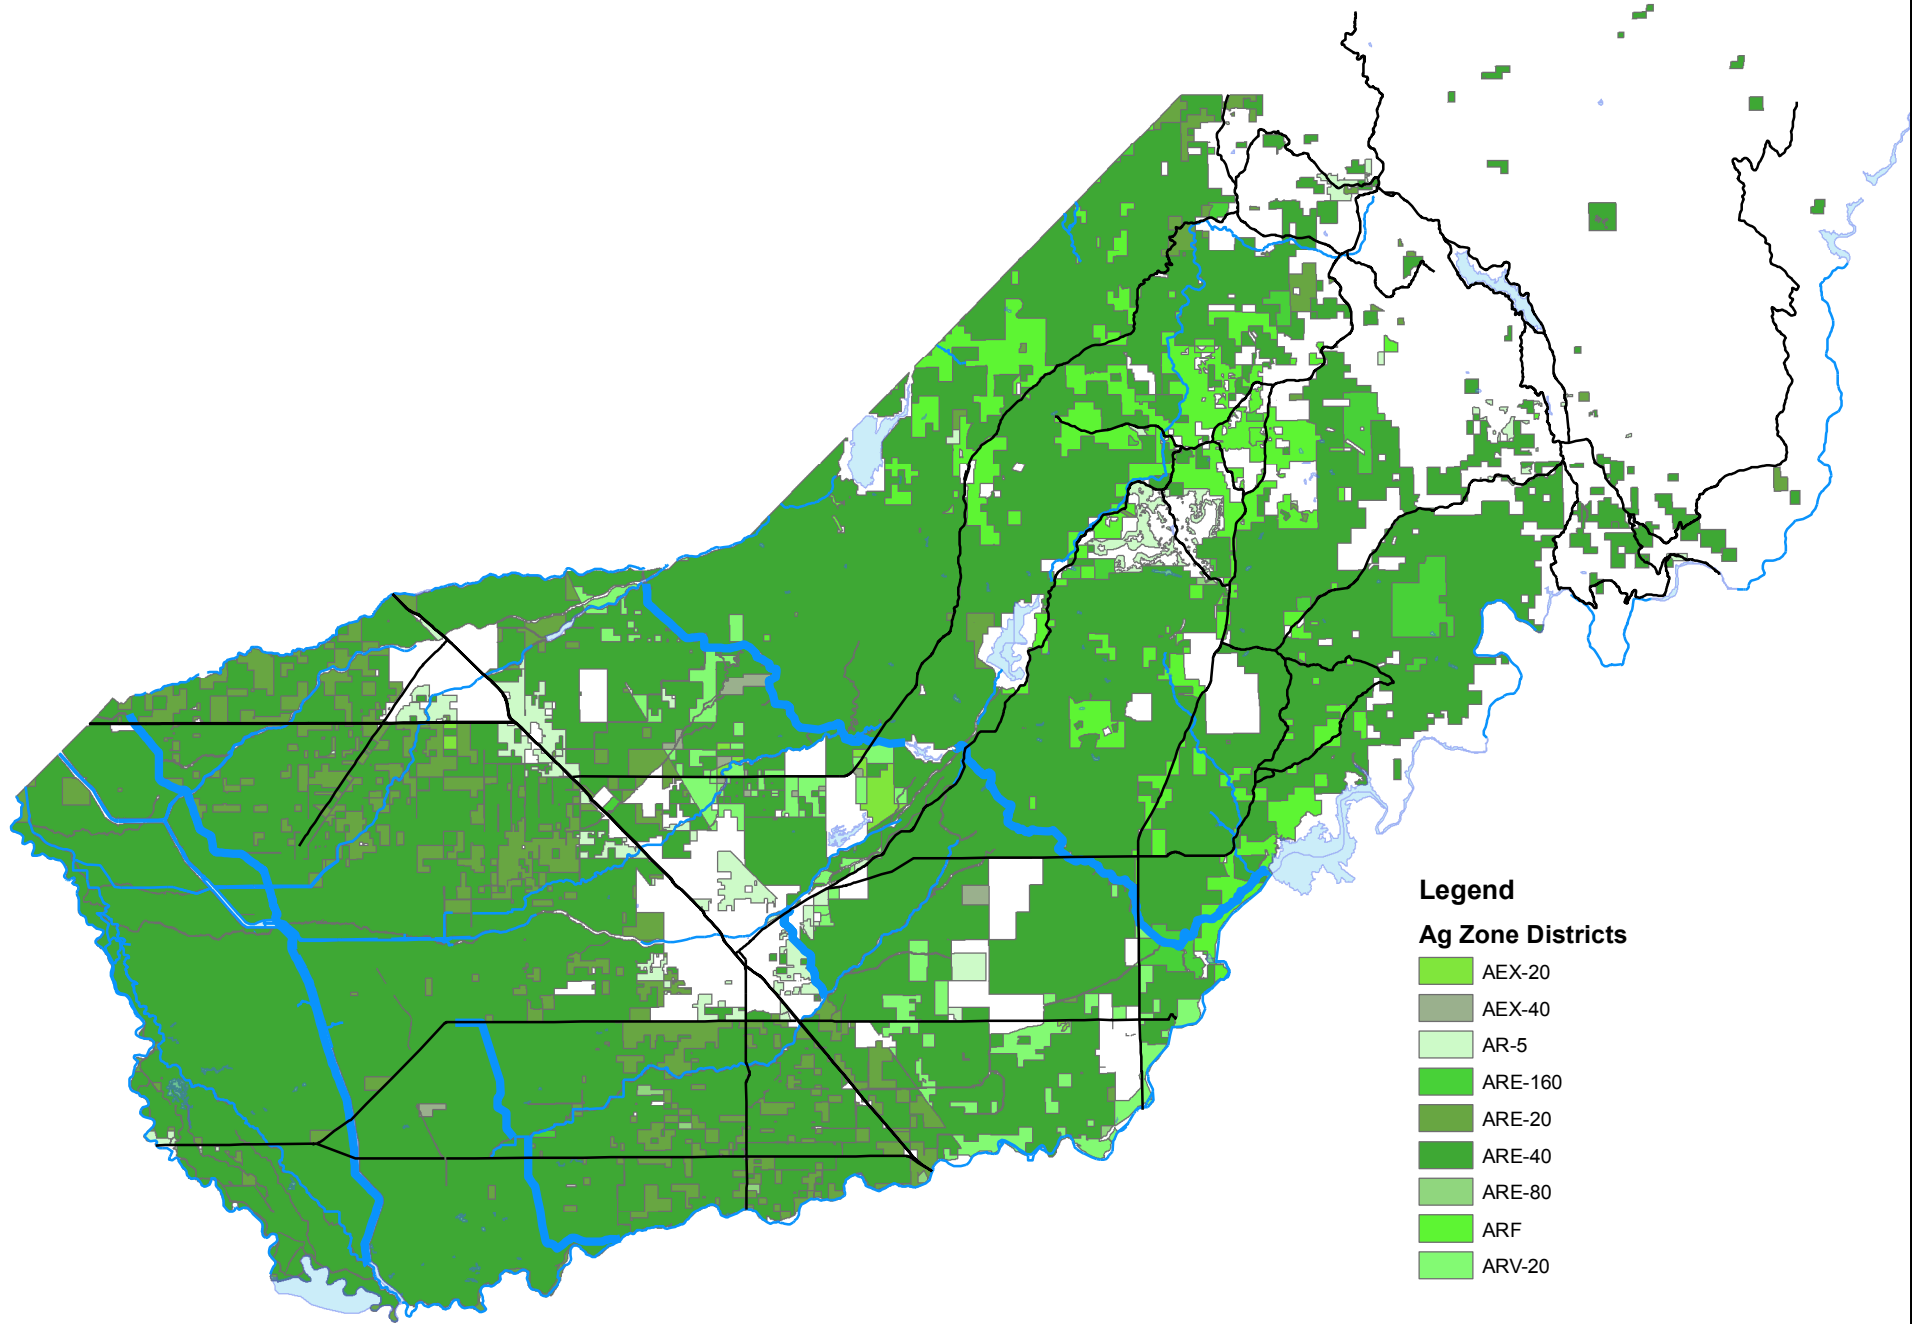 Legend
Ag Zone Districts
AEX-20
AEX-40
AR-5
ARE-160
ARE-20
ARE-40
ARE-80
ARF
ARV-20